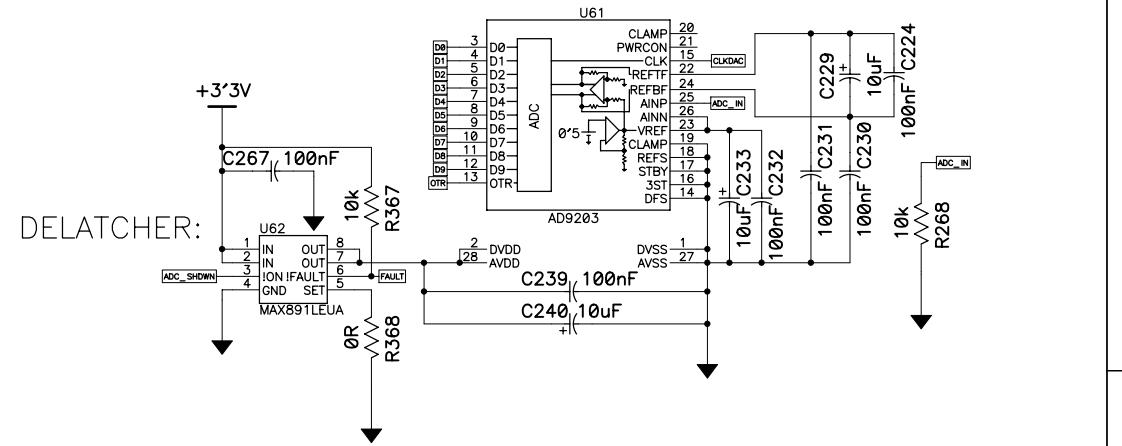 U61
AD9203
ADC
0'5
D0 3 D0
D1 4 D1
D2 5 D2
D3 6 D3
D4 7 D4
D5 8 D5
D6 9 D6
D7 10 D7
D8 11 D8
D9 12 D9
OTR 13 OTR
CLAMP 20
PWRCON 21
CLK 15 CLKDAC
REFTF 22
REFBF 24
AINP 25 ADC_IN
AINN 26
VREF 23
CLAMP 19
REFS 18
STBY 17
3ST 16
DFS 14
2 DVDD
28 AVDD
DVSS 1
AVSS 27
C239 100nF
C240 10uF
+
10uF C233
+
100nF C232
100nF C231
100nF C230
C229 10uF
+
100nF C224
ADC_IN
10k R268
+3'3V
C267 100nF
10k R367
DELATCHER:
U62
1 IN OUT 8
2 IN OUT 7
ADC_SHDWN 3 !ON !FAULT 6 FAULT
4 GND SET 5
MAX891LEUA
0R R368